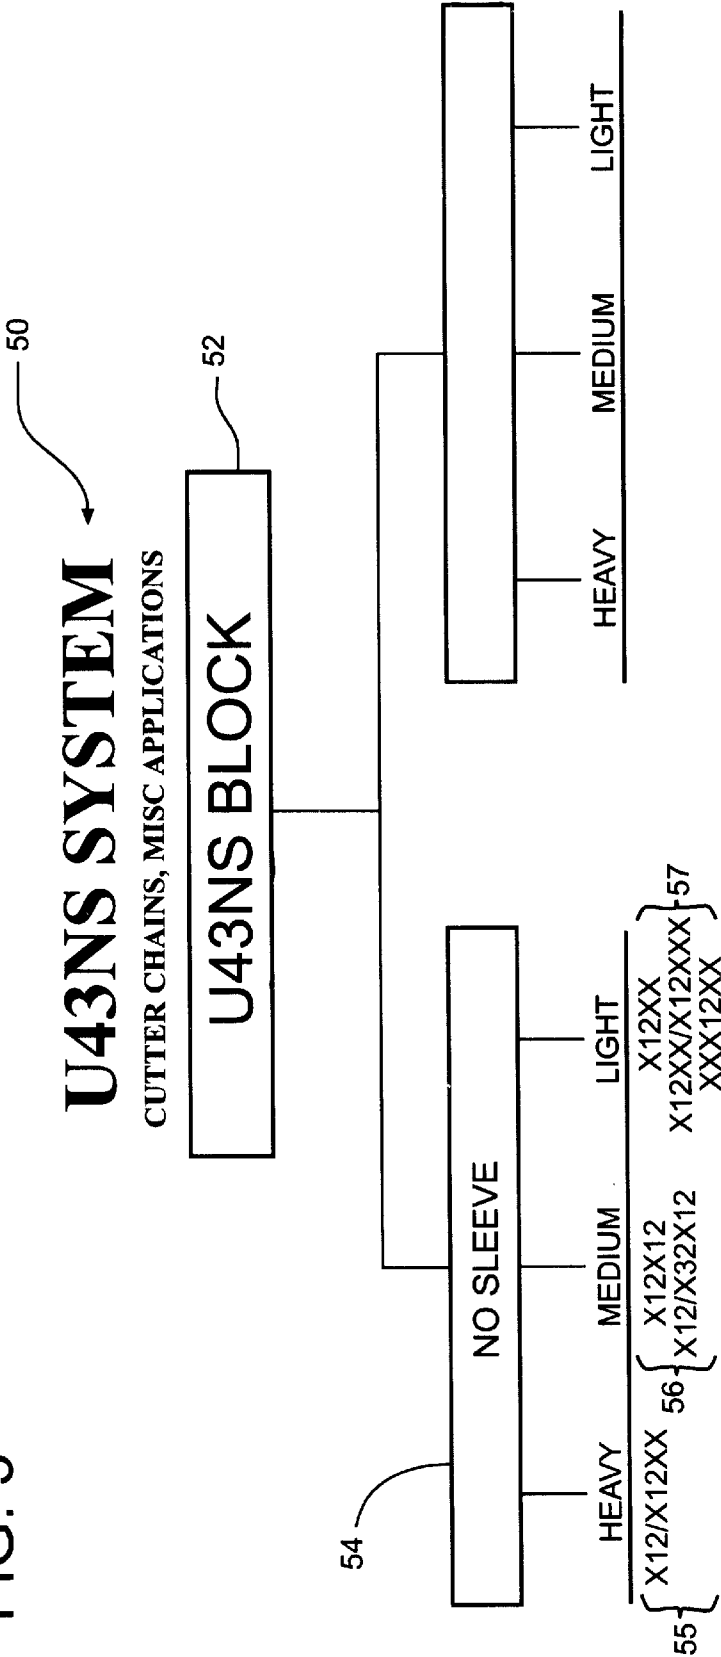 50
U43NS SYSTEM
CUTTER CHAINS, MISC APPLICATIONS
U43NS BLOCK
52
54
NO SLEEVE
HEAVY
MEDIUM
LIGHT
HEAVY
MEDIUM
LIGHT
55
X12/X12XX
56
X12X12
X12/X32X12
X12XX
X12XX/X12XXX
XXX12XX
57